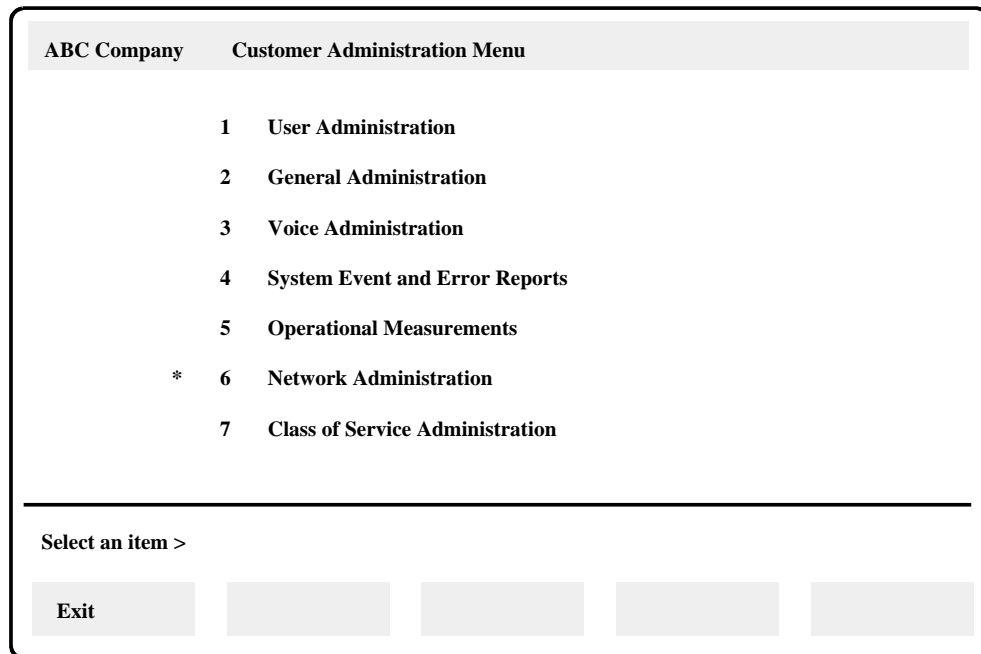 ABC Company Customer Administration Menu
1 User Administration
2 General Administration
3 Voice Administration
4 System Event and Error Reports
5 Operational Measurements
* 6 Network Administration
7 Class of Service Administration
Select an item >
Exit